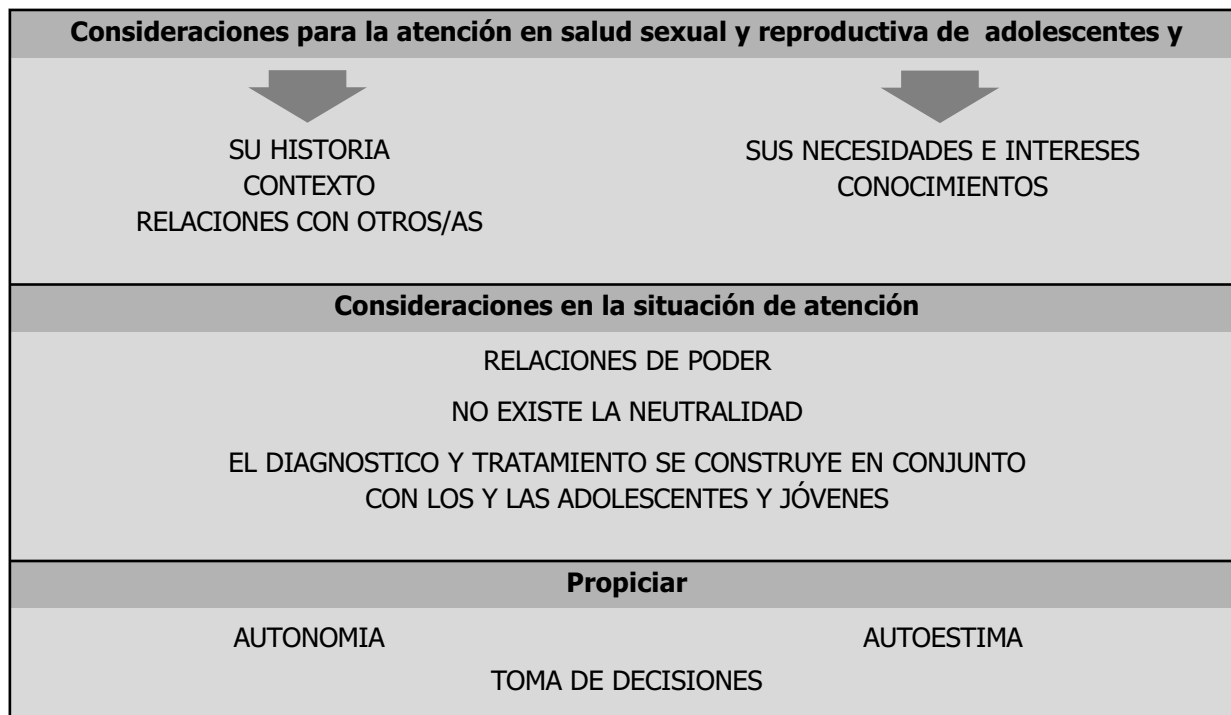 Consideraciones para la atención en salud sexual y reproductiva de adolescentes y
SU HISTORIA
CONTEXTO
RELACIONES CON OTROS/AS
SUS NECESIDADES E INTERESES
CONOCIMIENTOS
Consideraciones en la situación de atención
RELACIONES DE PODER
NO EXISTE LA NEUTRALIDAD
EL DIAGNOSTICO Y TRATAMIENTO SE CONSTRUYE EN CONJUNTO
CON LOS Y LAS ADOLESCENTES Y JÓVENES
Propiciar
AUTONOMIA
AUTOESTIMA
TOMA DE DECISIONES